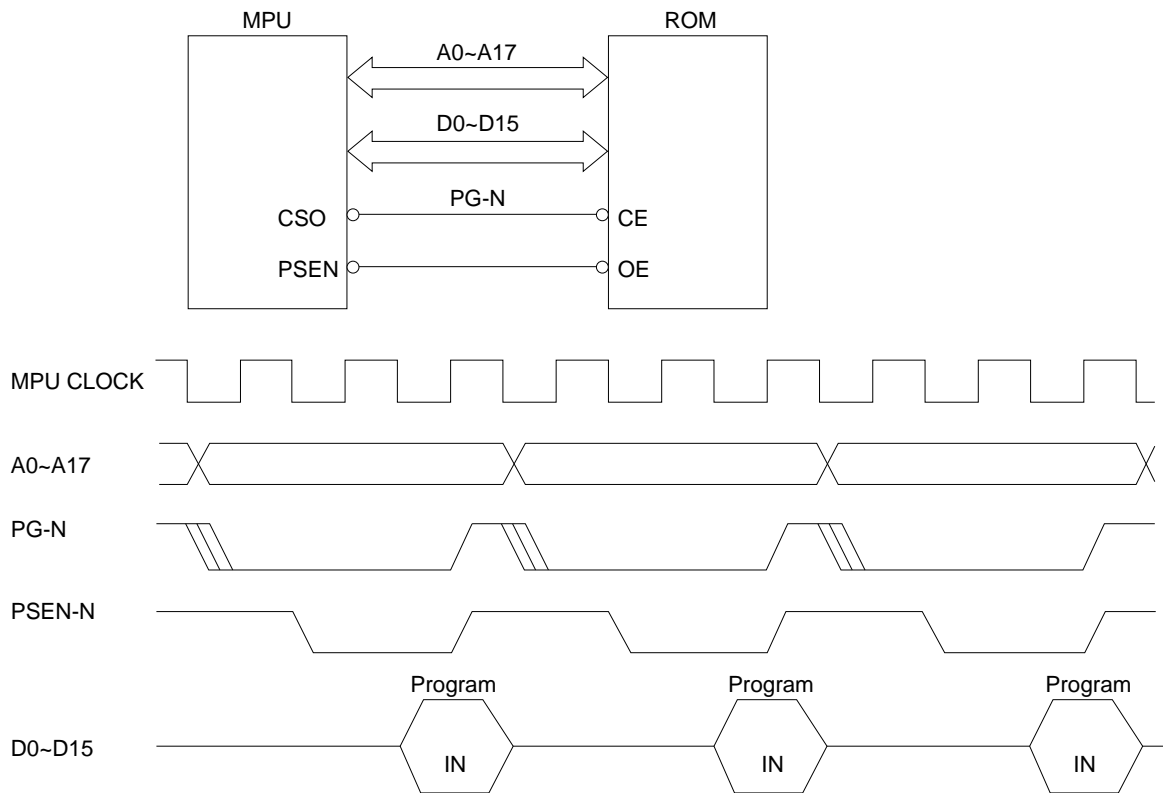 MPU ROM
A0~A17
D0~D15
PG-N
CSO CE
PSEN OE
MPU CLOCK
A0~A17
PG-N
PSEN-N
Program Program Program
D0~D15
IN IN IN